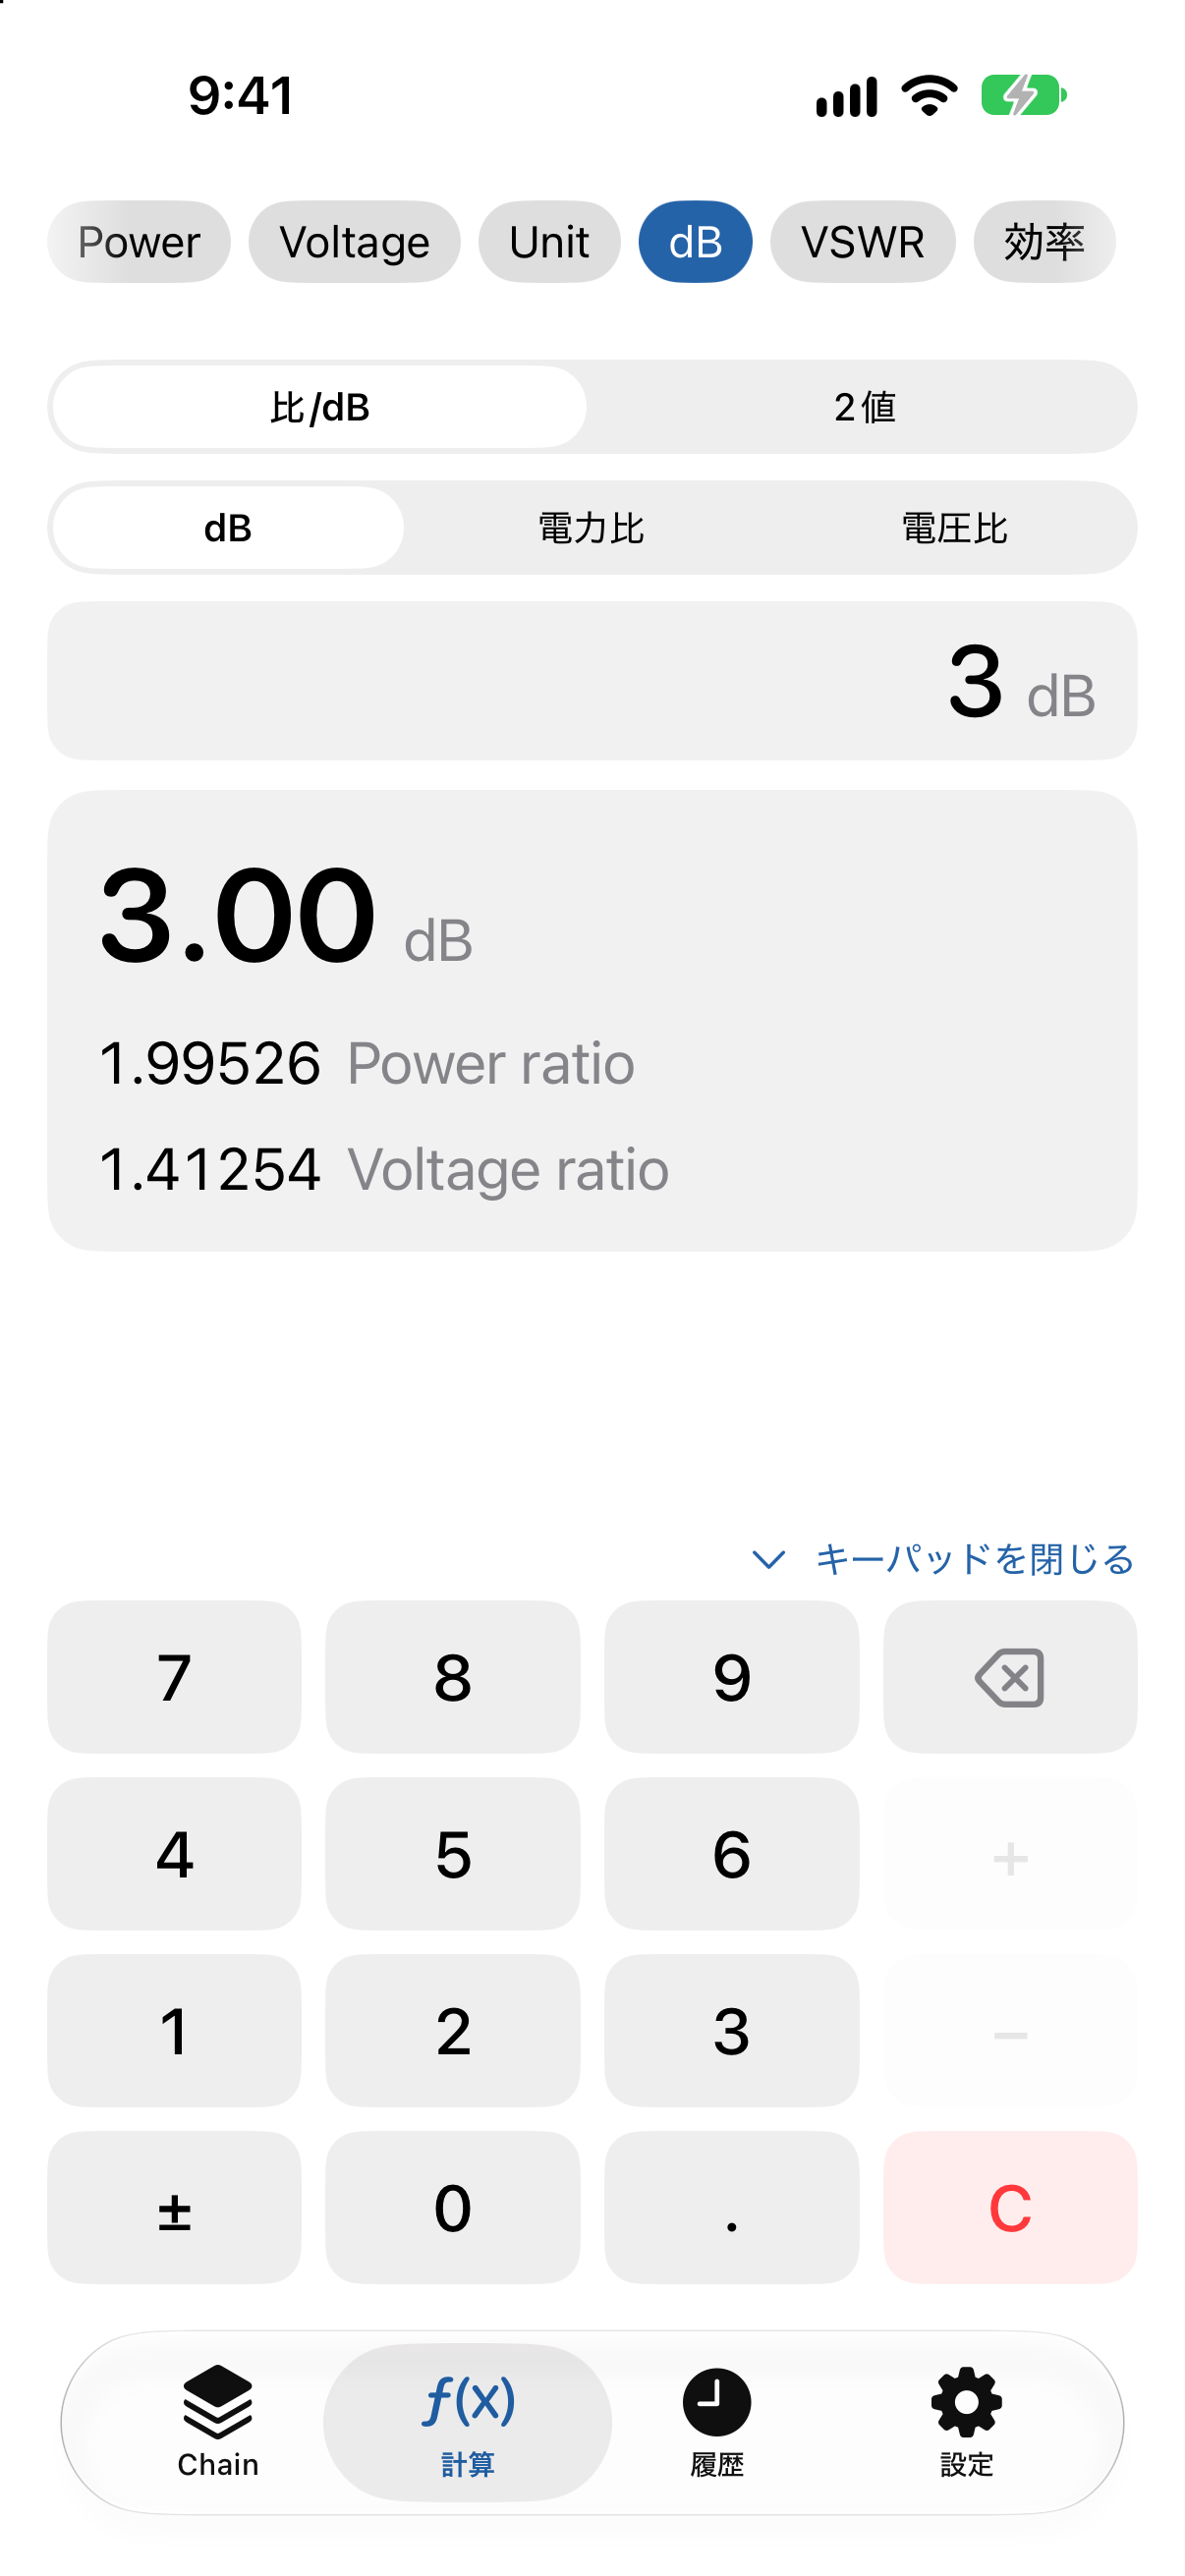 9:41
Power Voltage Unit dB VSWR 効率
比/dB 2値
dB 電力比 電圧比
3 dB
3.00 dB
1.99526 Power ratio
1.41254 Voltage ratio
キーパッドを閉じる
7 8 9
4 5 6 +
1 2 3 −
± 0 . C
f(x)
Chain 計算 履歴 設定